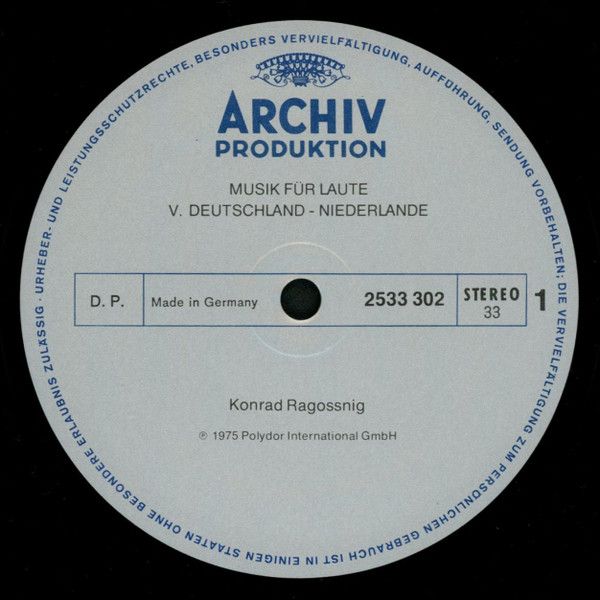 URHEBER- UND LEISTUNGSSCHUTZRECHTE, BESONDERS VERVIELFÄLTIGUNG, AUFFÜHRUNG, SENDUNG VORBEHALTEN; DIE VERVIELFÄLTIGUNG ZUM PERSÖNLICHEN GEBRAUCH IST IN EINIGEN STAATEN OHNE BESONDERE ERLAUBNIS ZULÄSSIG ·
ARCHIV
PRODUKTION
MUSIK FÜR LAUTE
V. DEUTSCHLAND - NIEDERLANDE
D. P. Made in Germany 2533 302 STEREO 1
33
Konrad Ragossnig
℗ 1975 Polydor International GmbH